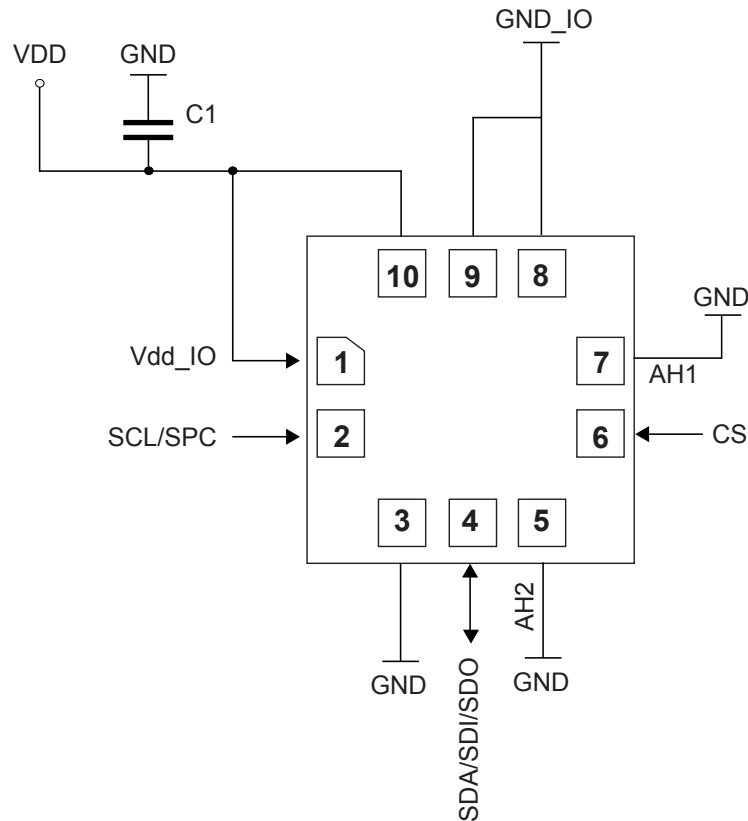 GND_IO
VDD
GND
C1
10
9
8
GND
Vdd_IO
1
7
AH1
SCL/SPC
2
6
CS
3
4
5
AH2
GND
SDA/SDI/SDO
GND